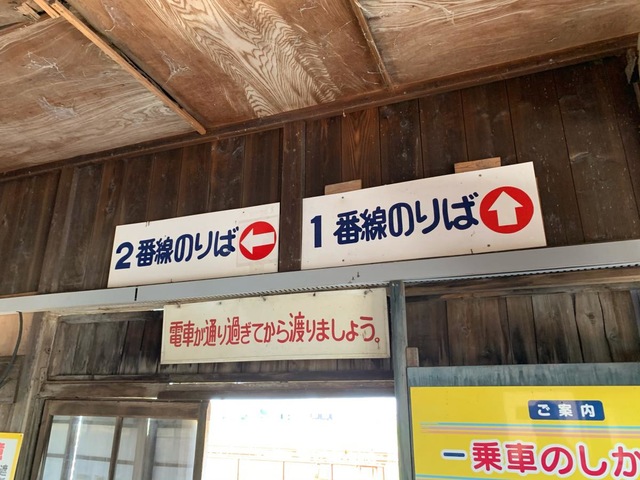 2番線のりば
1番線のりば
電車が通り過ぎてから渡りましょう。
ご案内
乗車のしか